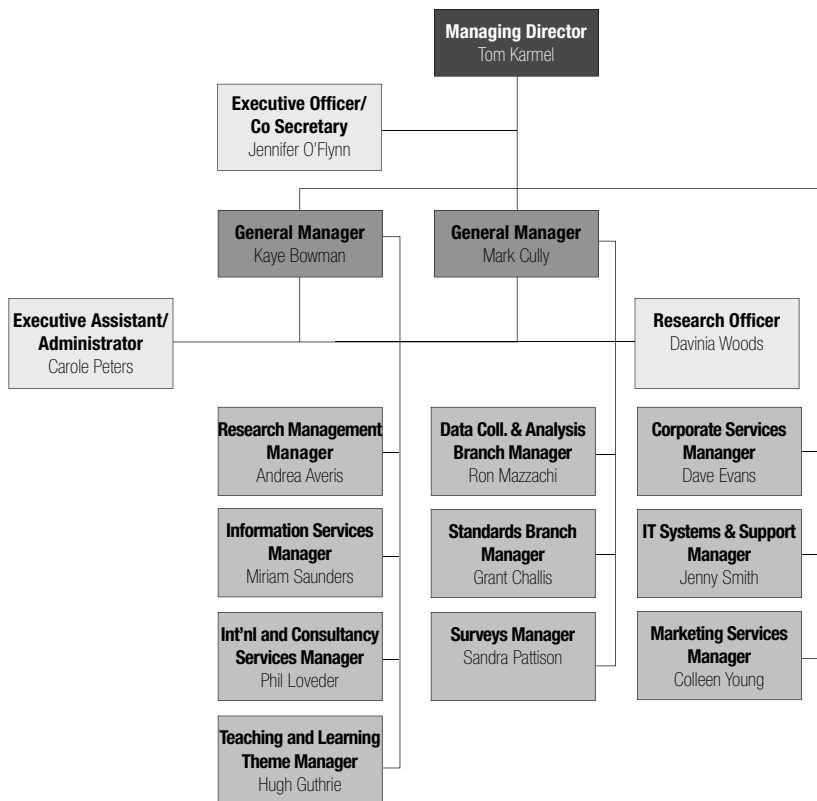 Managing Director
Tom Karmel
Executive Officer/
Co Secretary
Jennifer O'Flynn
General Manager
Kaye Bowman
General Manager
Mark Cully
Executive Assistant/
Administrator
Carole Peters
Research Officer
Davinia Woods
Research Management
Manager
Andrea Averis
Data Coll. & Analysis
Branch Manager
Ron Mazzachi
Corporate Services
Mananger
Dave Evans
Information Services
Manager
Miriam Saunders
Standards Branch
Manager
Grant Challis
IT Systems & Support
Manager
Jenny Smith
Int'nl and Consultancy
Services Manager
Phil Loveder
Surveys Manager
Sandra Pattison
Marketing Services
Manager
Colleen Young
Teaching and Learning
Theme Manager
Hugh Guthrie